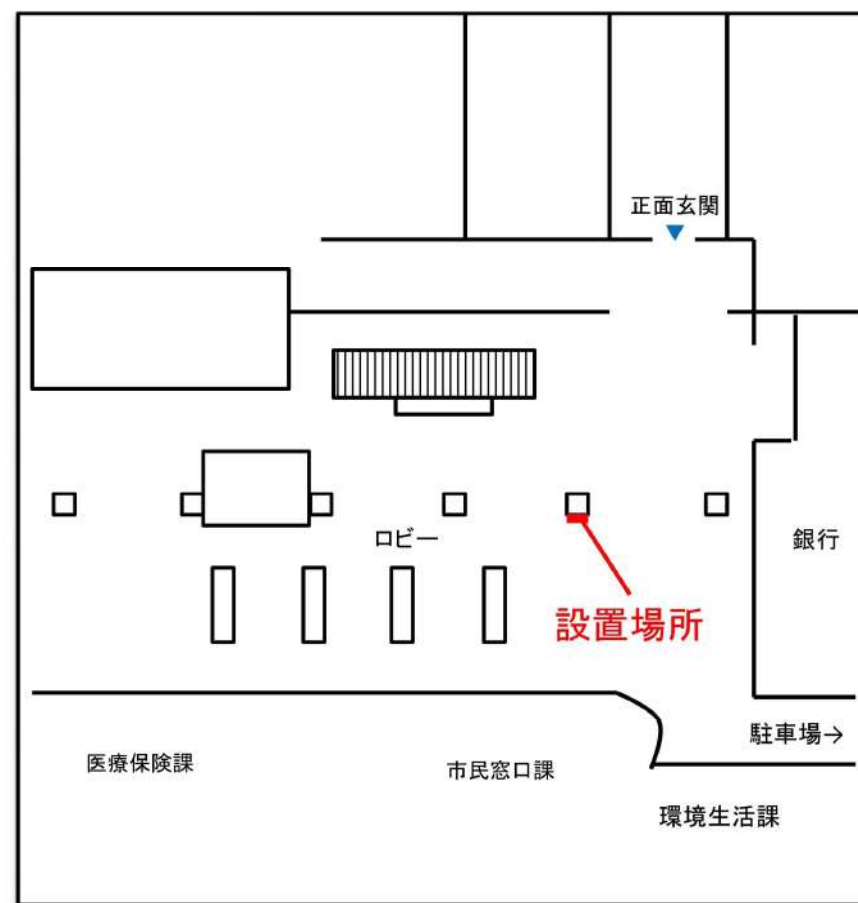 正面玄関
銀行
ロビー
設置場所
駐車場→
医療保険課
市民窓口課
環境生活課